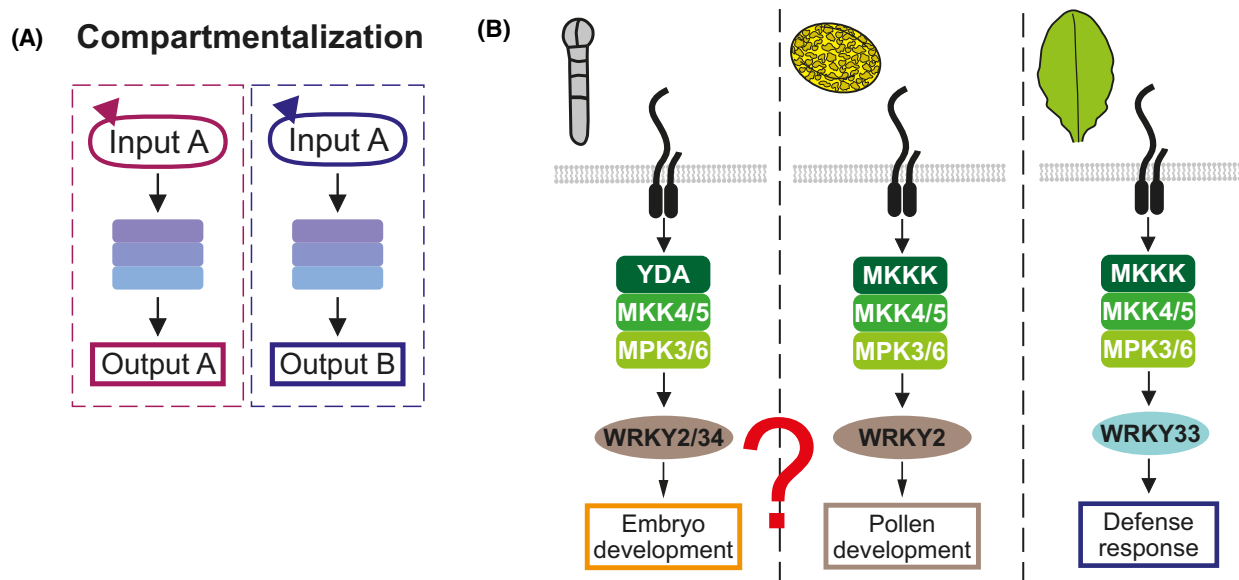 (A) Compartmentalization
Input A
Input A
Output A
Output B
(B)
YDA
MKK4/5
MPK3/6
WRKY2/34
Embryo
development
MKKK
MKK4/5
MPK3/6
WRKY2
Pollen
development
MKKK
MKK4/5
MPK3/6
WRKY33
Defense
response
?